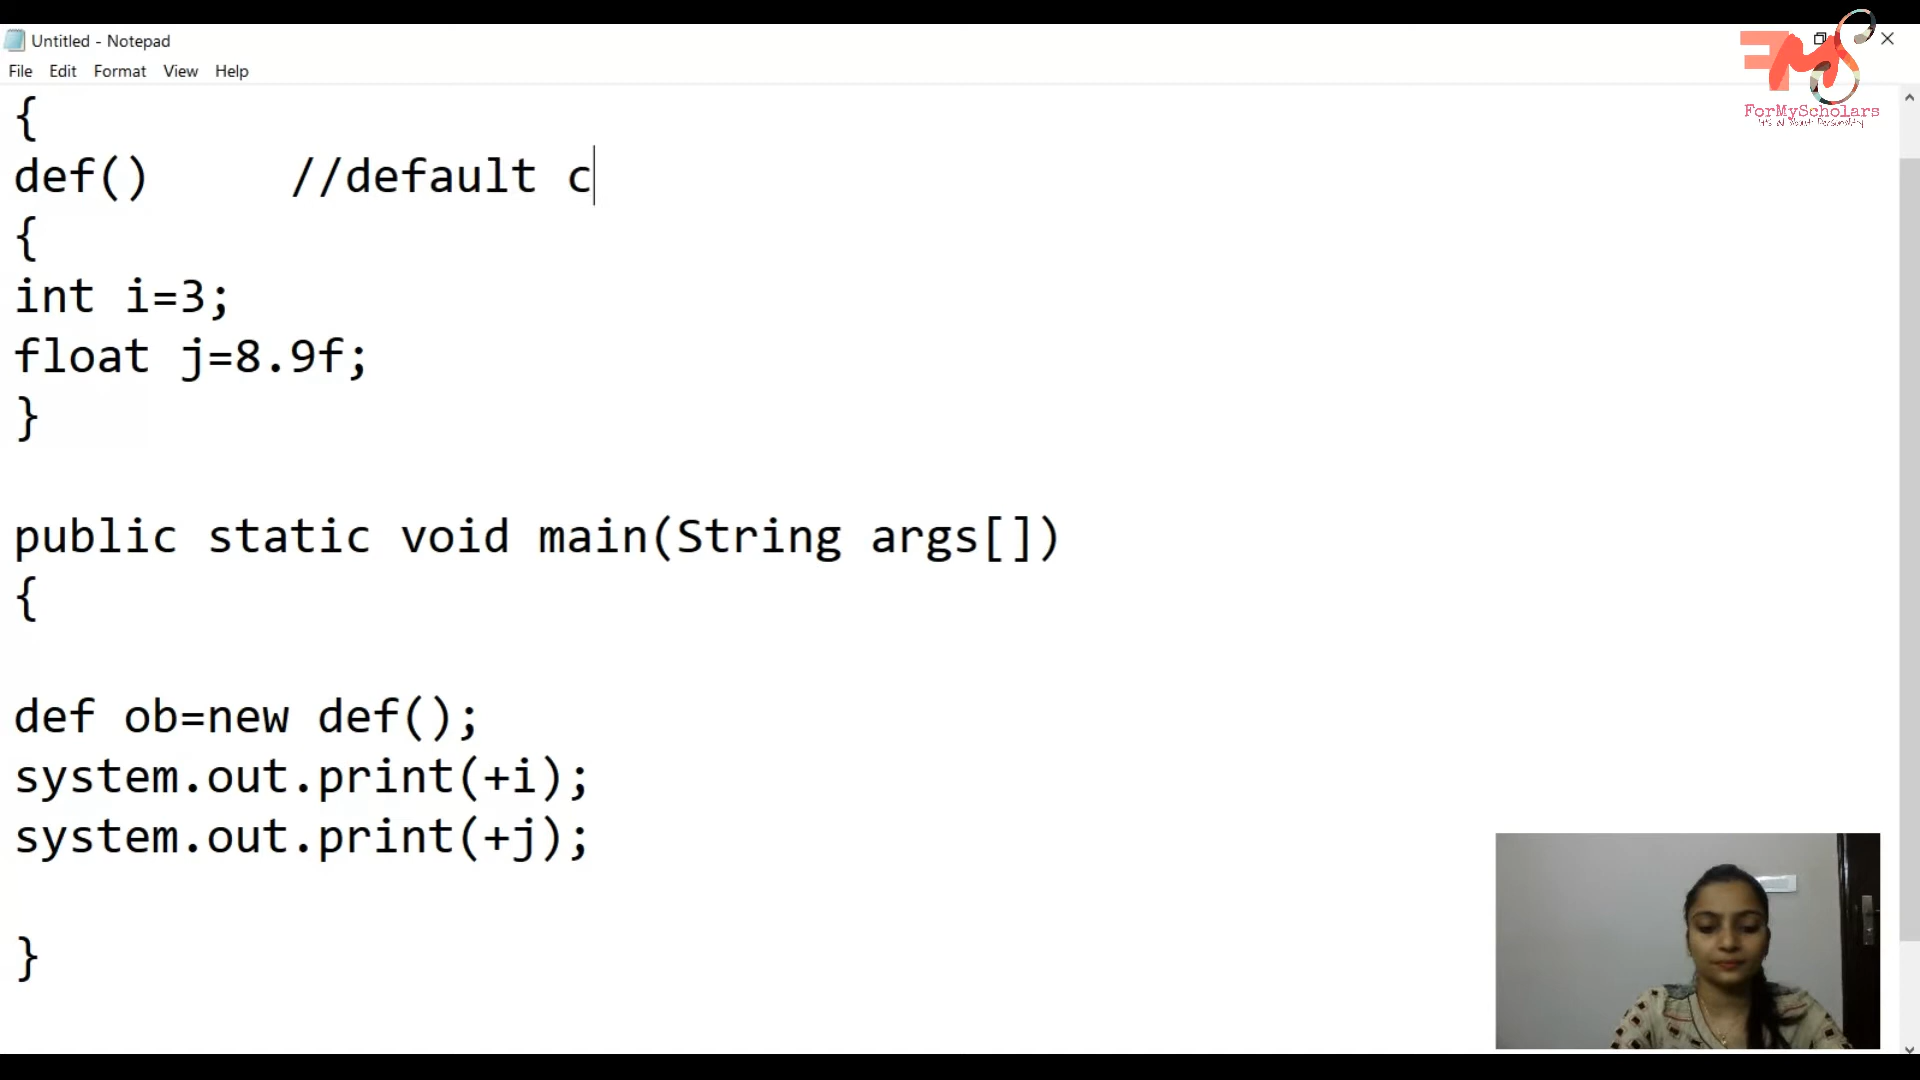 Untitled - Notepad
File Edit Format View Help
ForMyScholars
{
def() //default c
{
int i=3;
float j=8.9f;
}
public static void main(String args[])
{
def ob=new def();
system.out.print(+i);
system.out.print(+j);
}